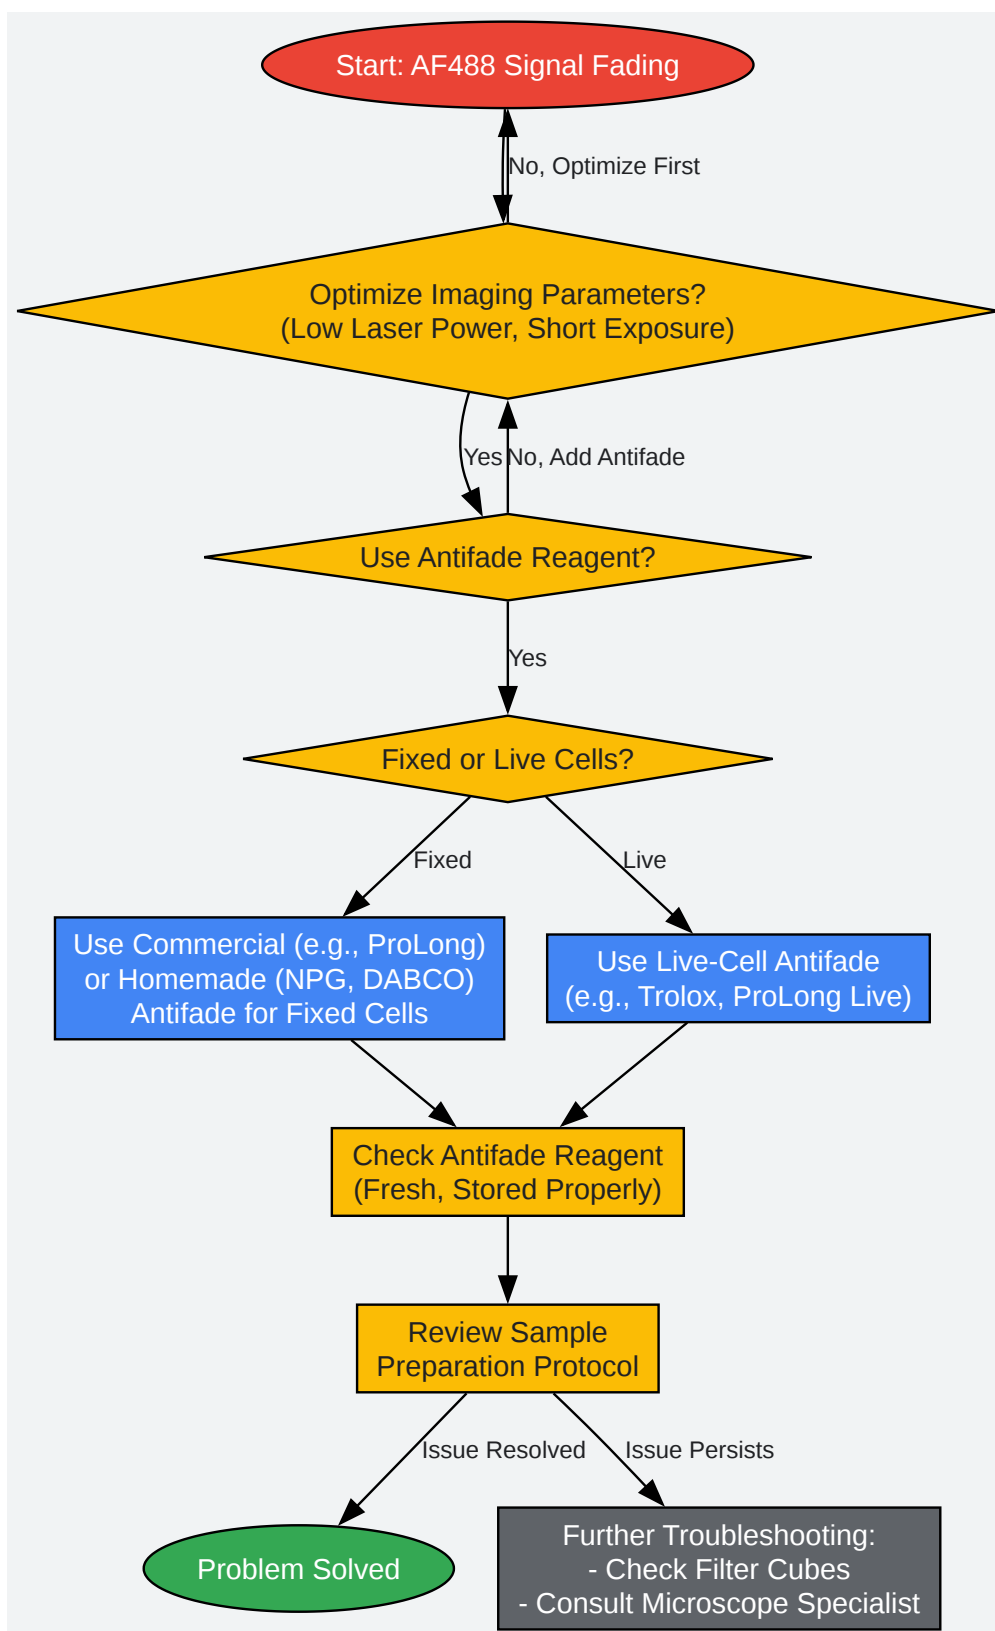 Start: AF488 Signal Fading
No, Optimize First
Optimize Imaging Parameters?
(Low Laser Power, Short Exposure)
Yes
No, Add Antifade
Use Antifade Reagent?
Yes
Fixed or Live Cells?
Fixed
Live
Use Commercial (e.g., ProLong)
or Homemade (NPG, DABCO)
Antifade for Fixed Cells
Use Live-Cell Antifade
(e.g., Trolox, ProLong Live)
Check Antifade Reagent
(Fresh, Stored Properly)
Review Sample
Preparation Protocol
Issue Resolved
Issue Persists
Problem Solved
Further Troubleshooting:
- Check Filter Cubes
- Consult Microscope Specialist